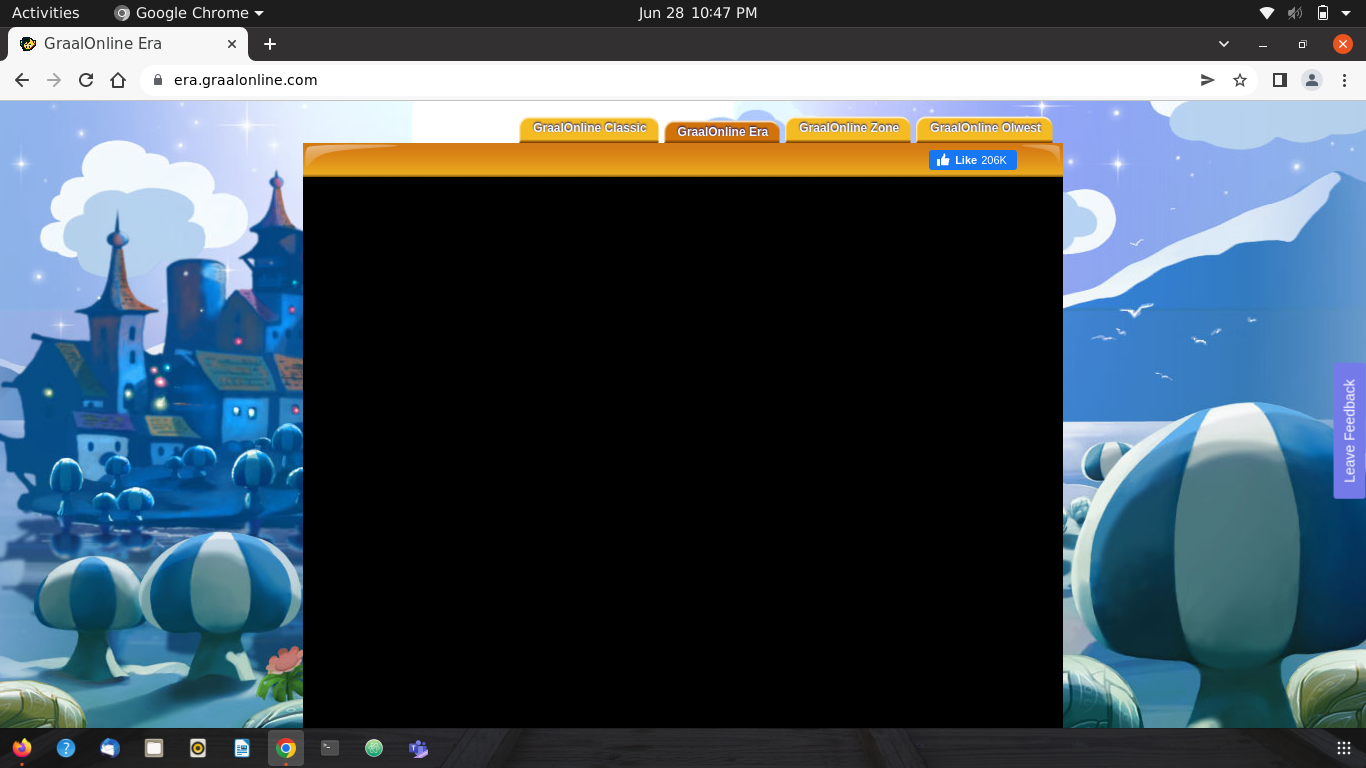 Activities
Google Chrome
Jun 28 10:47 PM
GraalOnline Era
era.graalonline.com
GraalOnline Classic
GraalOnline Era
GraalOnline Zone
GraalOnline Olwest
Like 206K
Leave Feedback